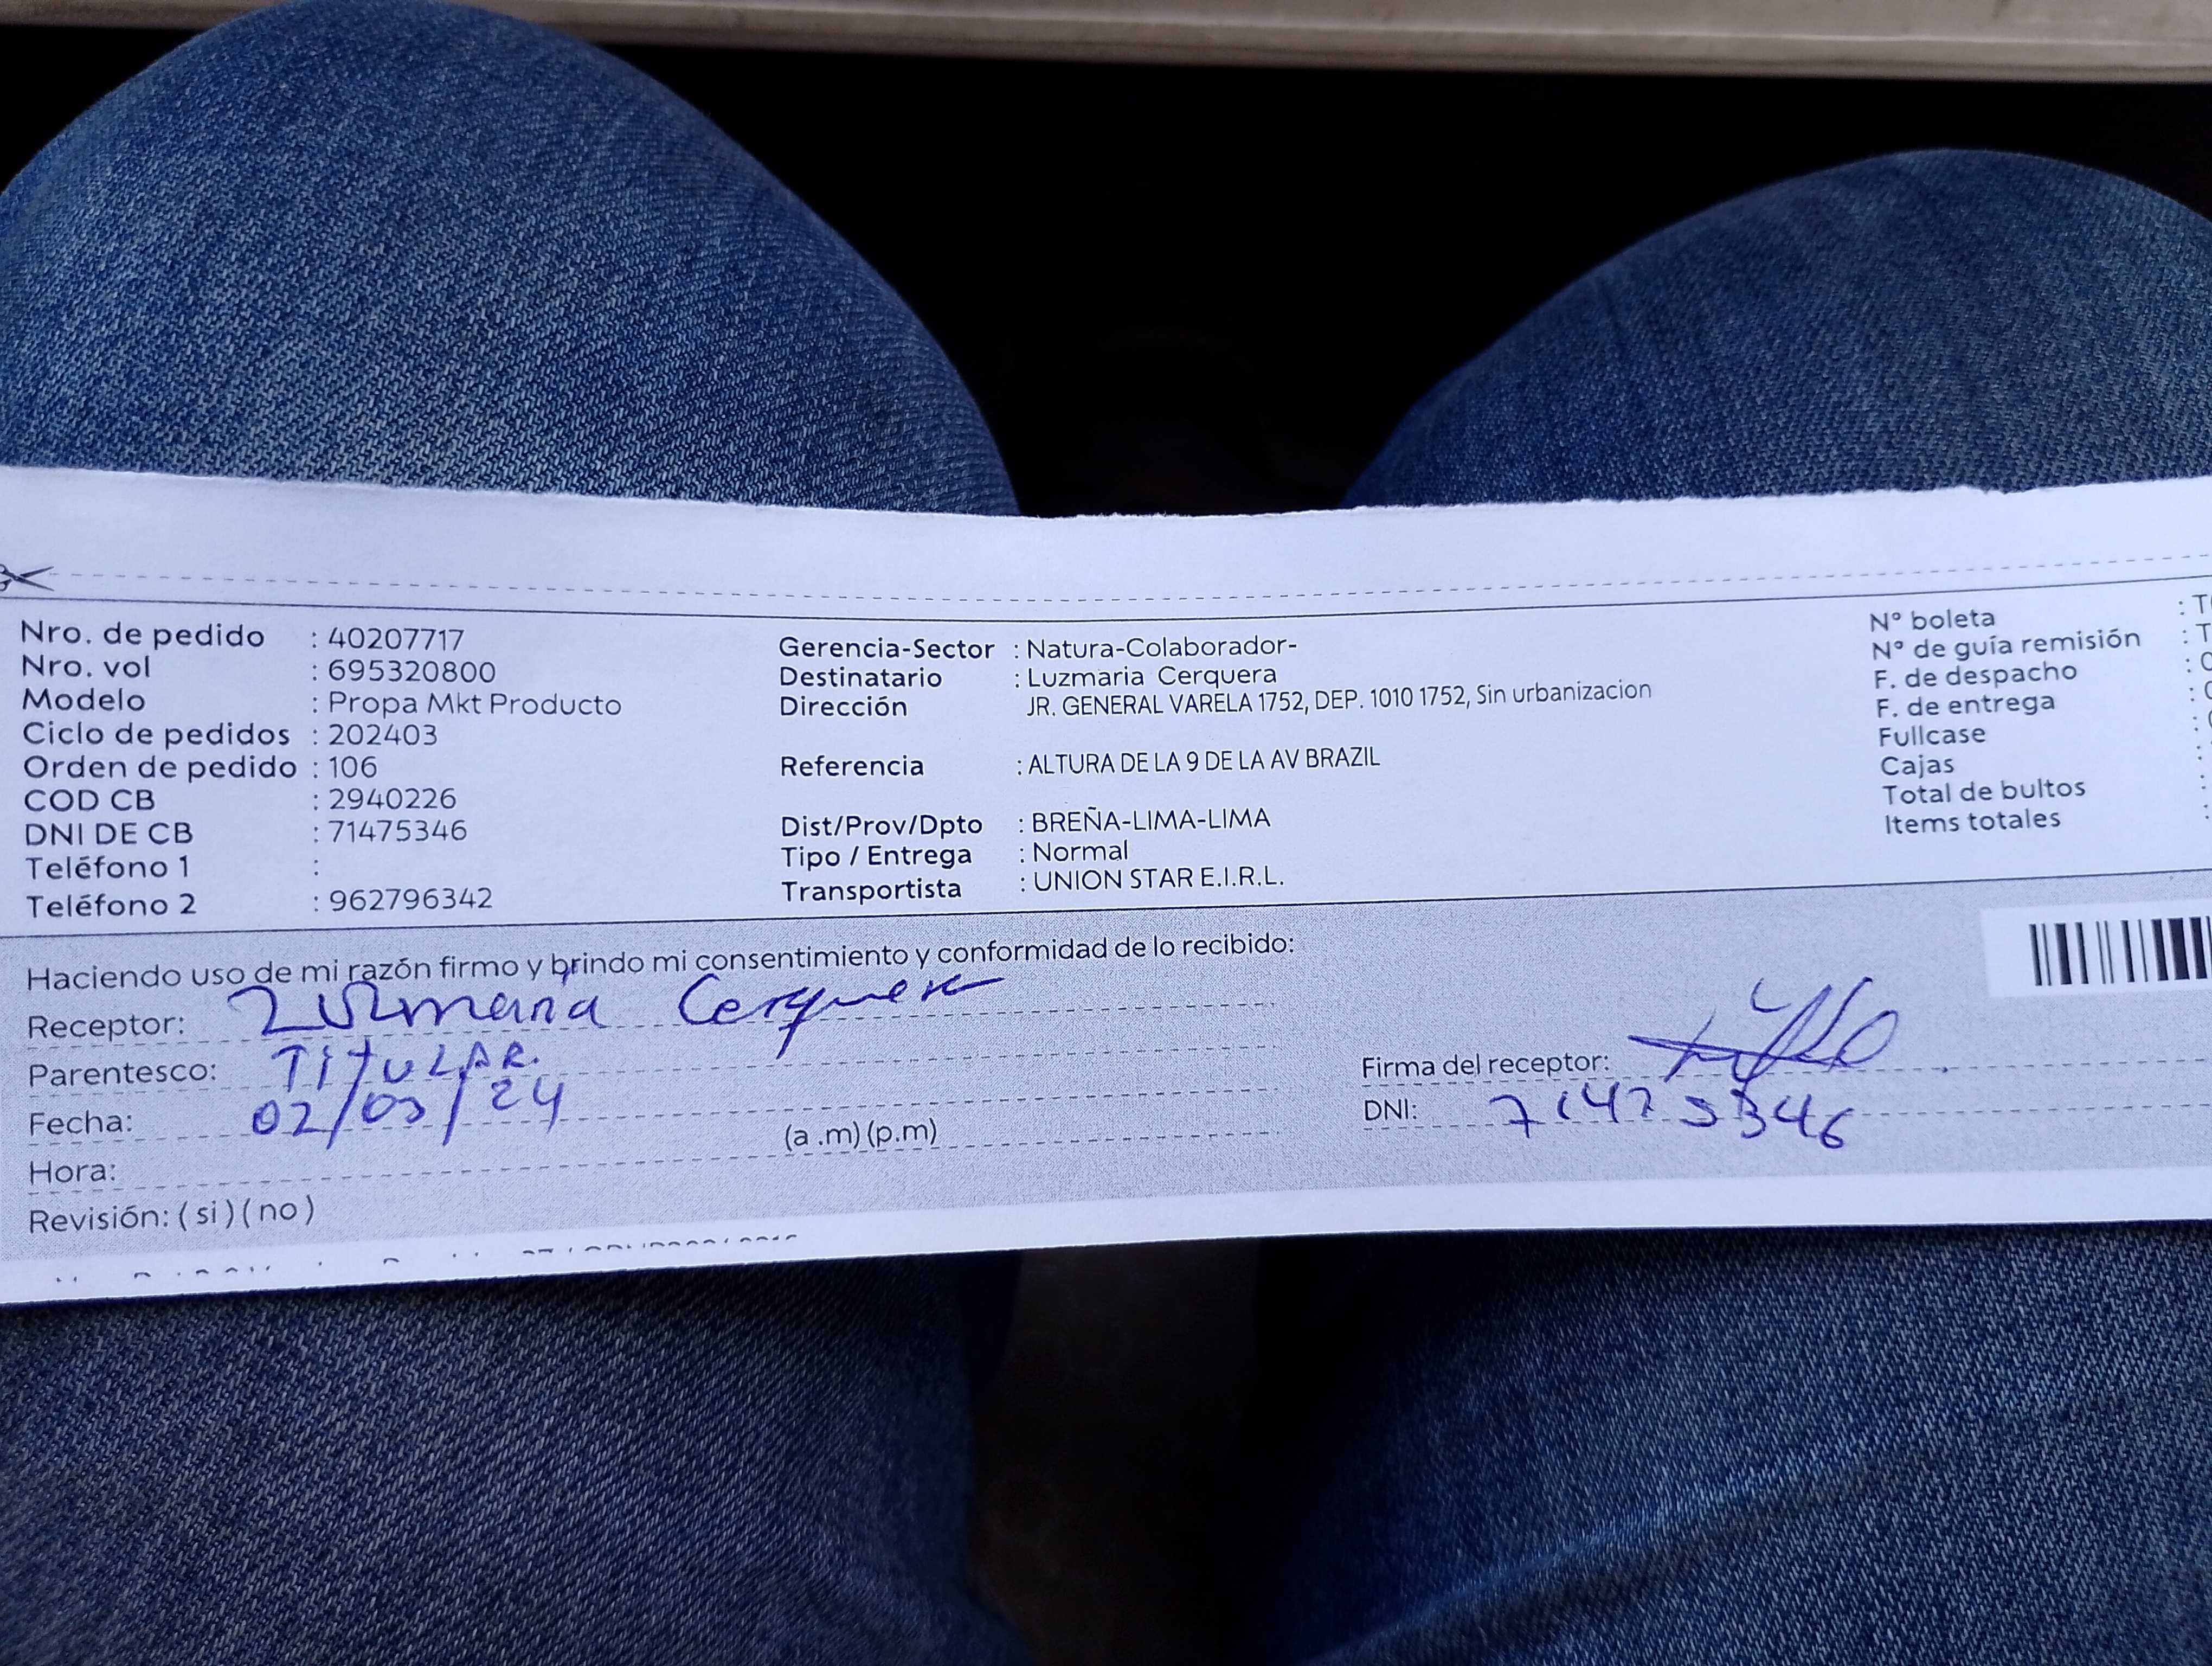 Nro. de pedido : 40207717
Nro. vol : 695320800
Modelo : Propa Mkt Producto
Ciclo de pedidos : 202403
Orden de pedido : 106
COD CB : 2940226
DNI DE CB : 71475346
Teléfono 1 :
Teléfono 2 : 962796342
Gerencia-Sector : Natura-Colaborador-
Destinatario : Luzmaria Cerquera
Dirección JR. GENERAL VARELA 1752, DEP. 1010 1752, Sin urbanizacion
Referencia : ALTURA DE LA 9 DE LA AV BRAZIL
Dist/Prov/Dpto : BREÑA-LIMA-LIMA
Tipo / Entrega : Normal
Transportista : UNION STAR E.I.R.L.
N° boleta :
N° de guía remisión :
F. de despacho :
F. de entrega :
Fullcase :
Cajas :
Total de bultos :
Items totales :
Haciendo uso de mi razón firmo y brindo mi consentimiento y conformidad de lo recibido:
Receptor: Luzmaria Cerquera
Parentesco: TITULAR.
Fecha: 02/03/24
Hora: (a .m) (p.m)
Revisión: ( si ) ( no )
Firma del receptor:
DNI: 71475346